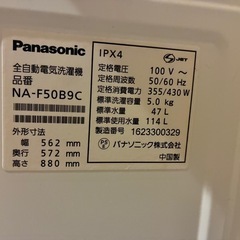 Panasonic
全自動電気洗濯機
品番
NA-F50B9C
外形寸法
幅 562 mm
奥行 572 mm
高さ 880 mm
IPX4
JET
定格電圧 100 V~
定格周波数 50/60 Hz
定格消費電力 355/430 W
標準洗濯容量 5.0 kg
標準水量 47 L
標準使用水量 114 L
製造番号 1623300329
PSE パナソニック株式会社
中国製